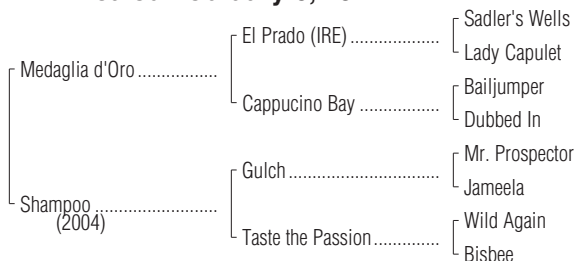 Medaglia d'Oro ..................
El Prado (IRE) ....................
Sadler's Wells
Lady Capulet
Cappucino Bay ..................
Bailjumper
Dubbed In
Shampoo ...........................
(2004)
Gulch ..................................
Mr. Prospector
Jameela
Taste the Passion ...............
Wild Again
Bisbee